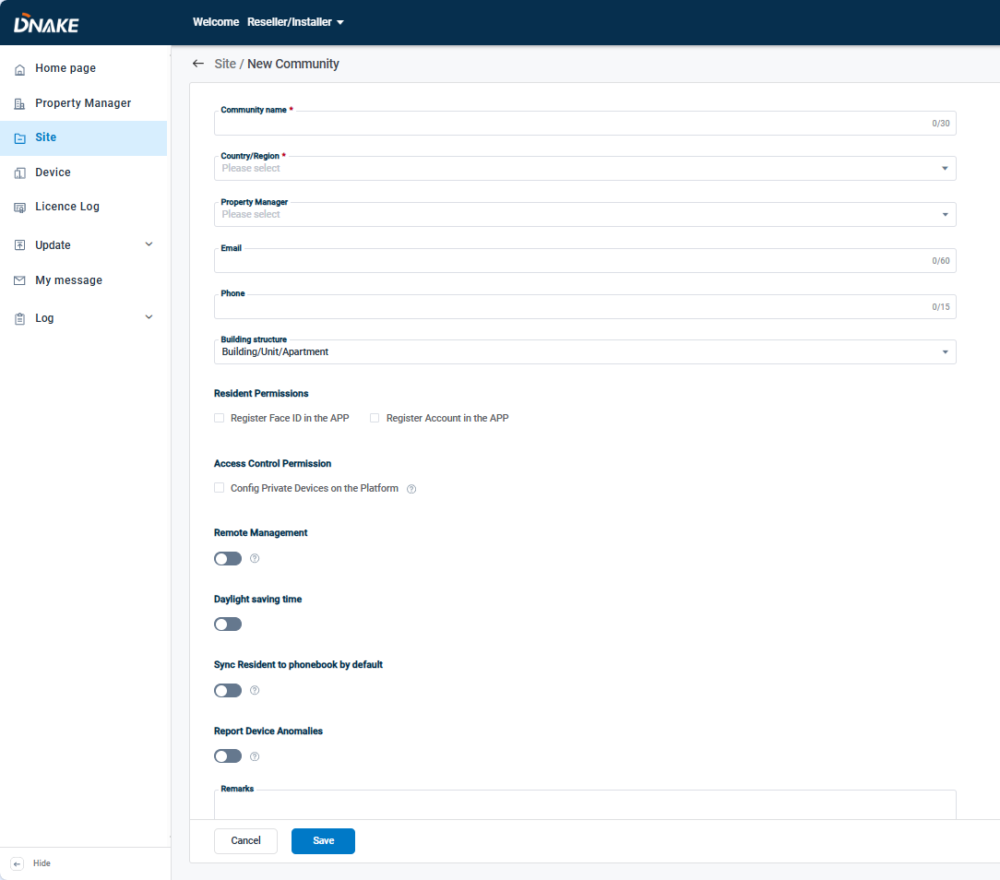 DNAKE
Welcome Reseller/Installer
Home page
Property Manager
Site
Device
Licence Log
Update
My message
Log
Hide
Site / New Community
Community name *
0/30
Country/Region *
Please select
Property Manager
Please select
Email
0/60
Phone
0/15
Building structure
Building/Unit/Apartment
Resident Permissions
Register Face ID in the APP Register Account in the APP
Access Control Permission
Config Private Devices on the Platform ?
Remote Management
?
Daylight saving time
Sync Resident to phonebook by default
?
Report Device Anomalies
?
Remarks
Cancel Save